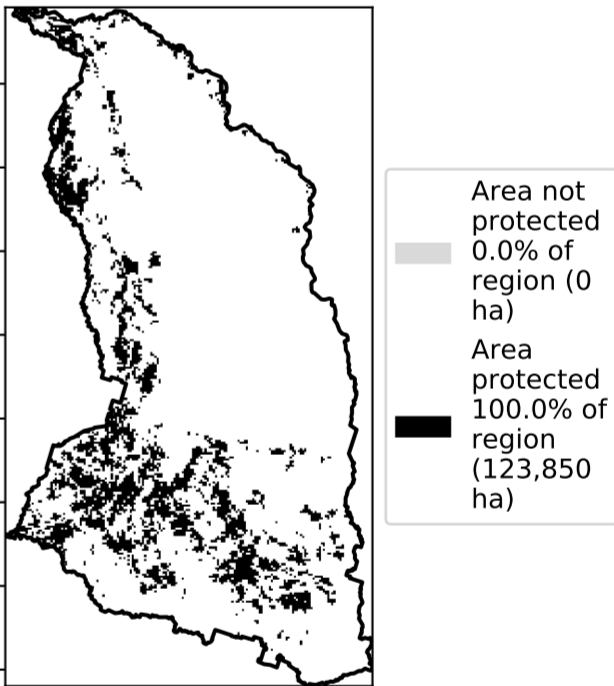 Area not
protected
0.0% of
region (0
ha)
Area
protected
100.0% of
region
(123,850
ha)